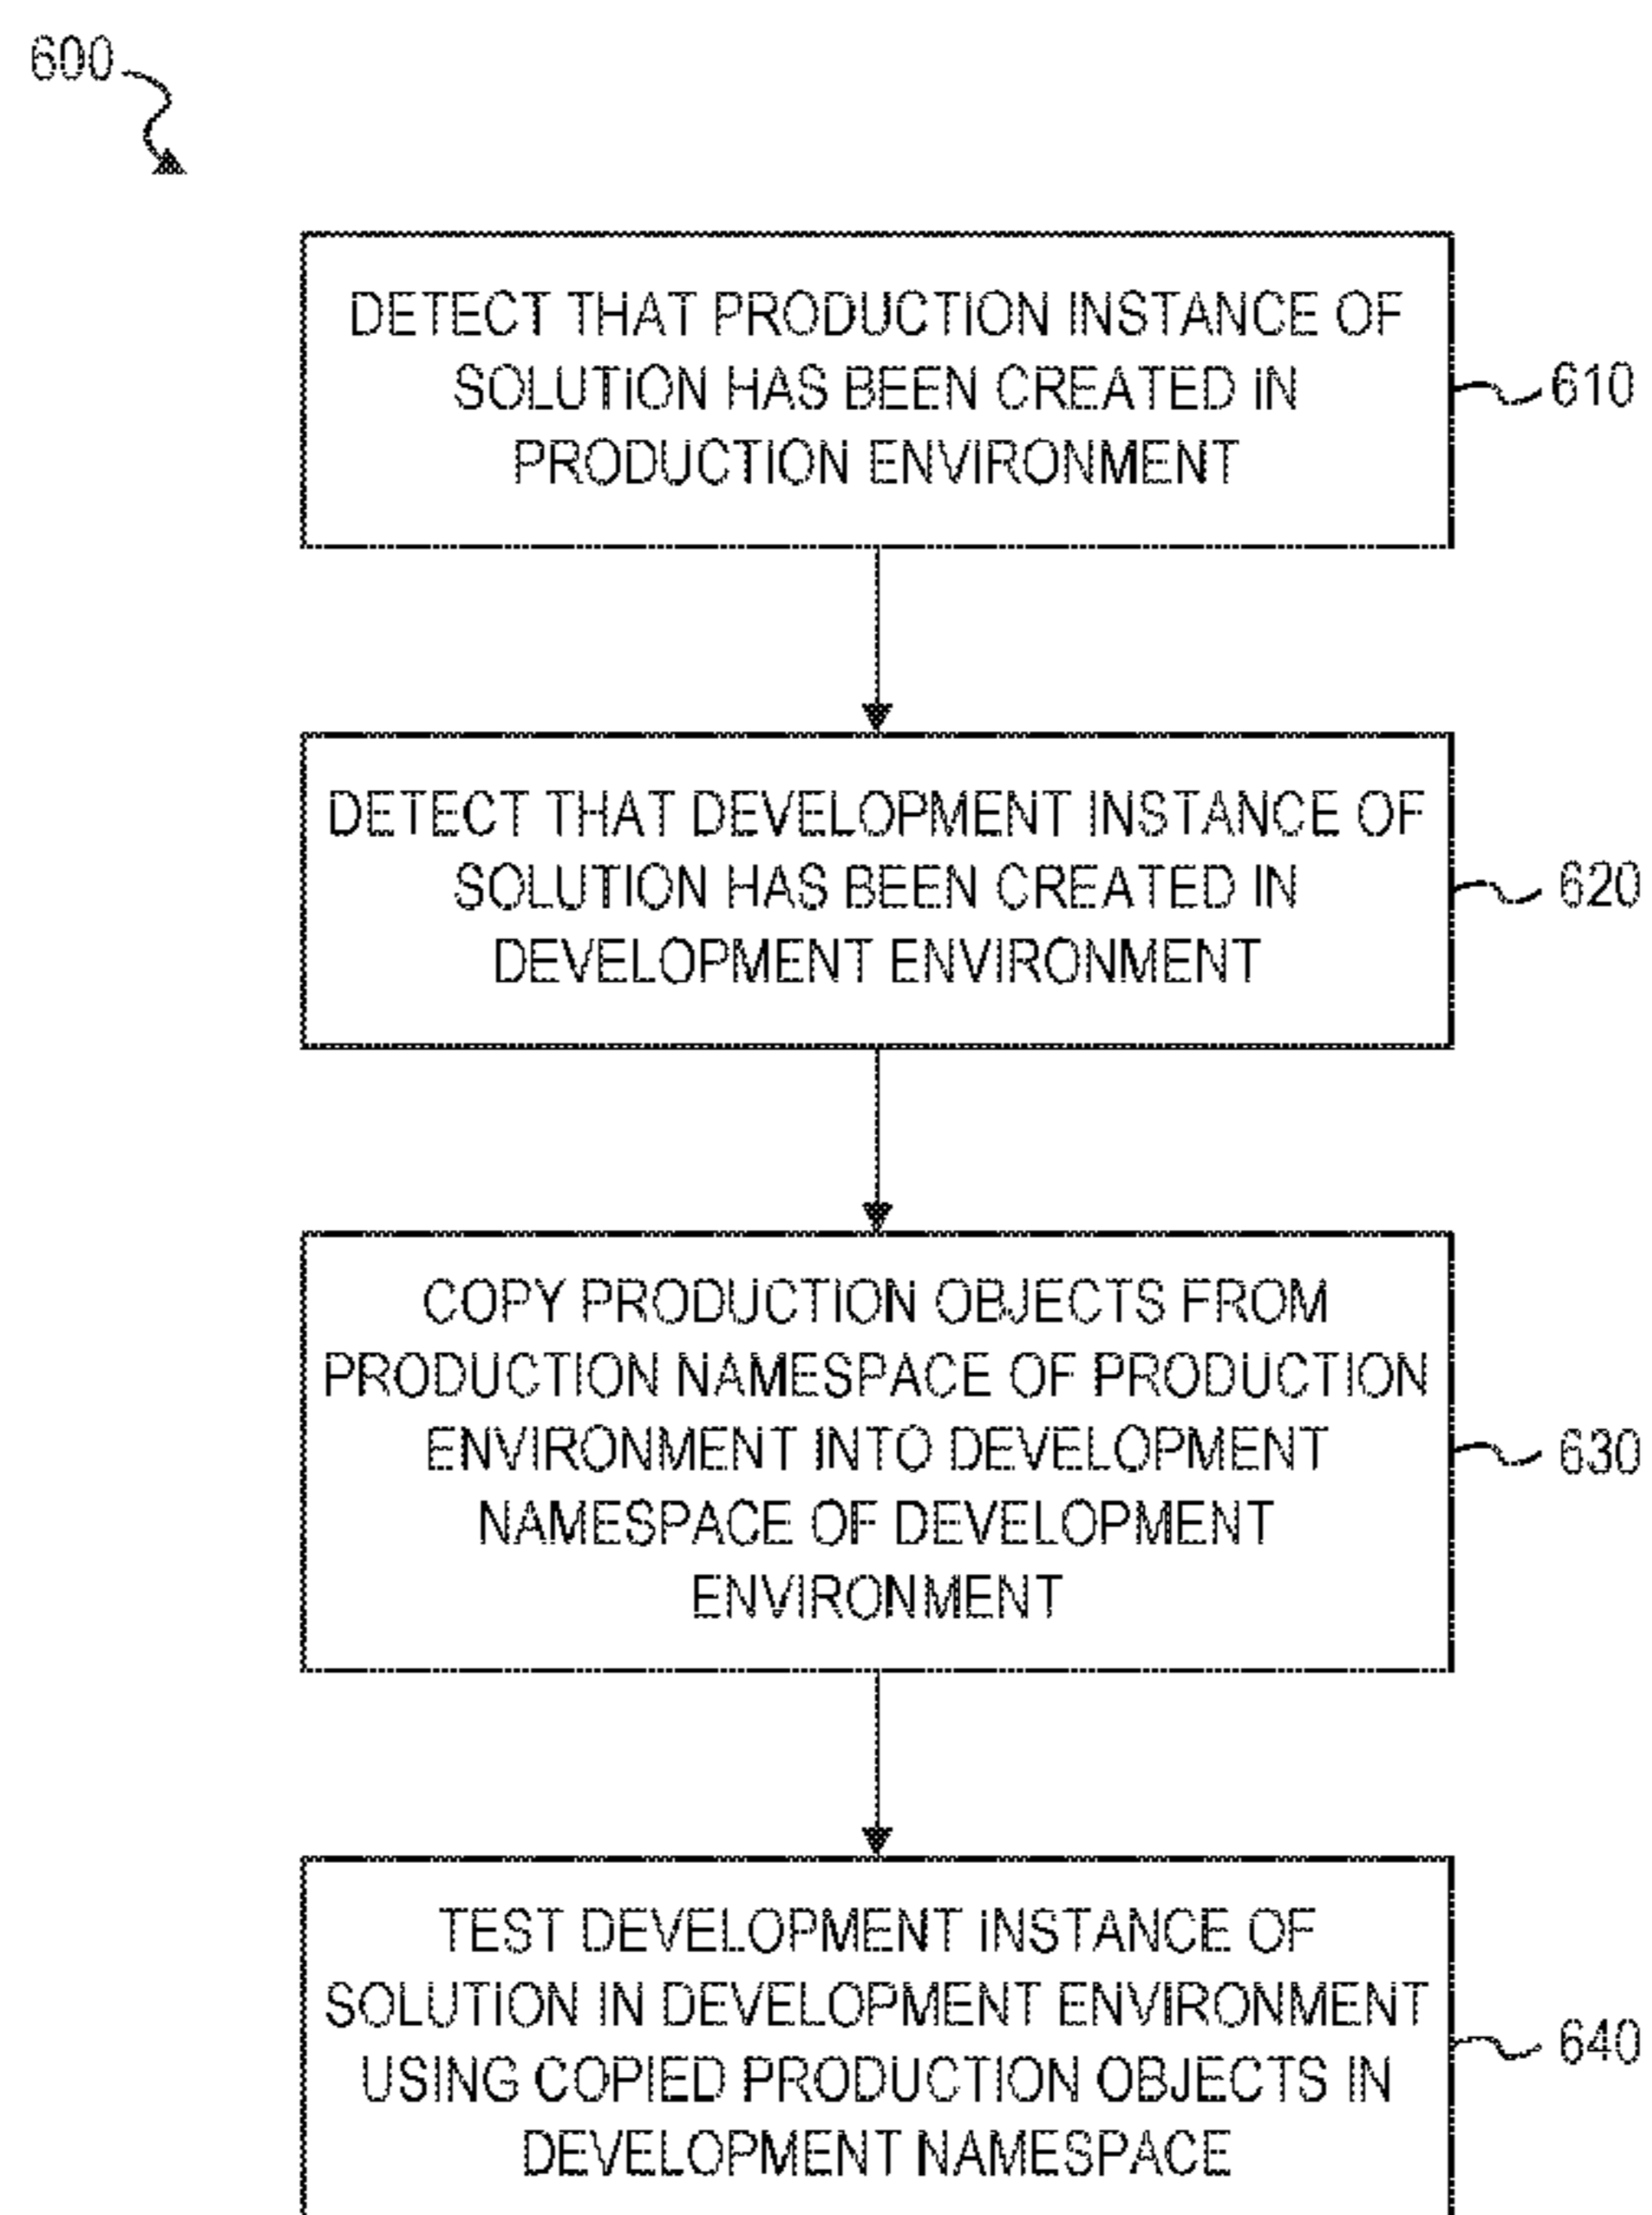 600
DETECT THAT PRODUCTION INSTANCE OF
SOLUTION HAS BEEN CREATED IN
PRODUCTION ENVIRONMENT
610
DETECT THAT DEVELOPMENT INSTANCE OF
SOLUTION HAS BEEN CREATED IN
DEVELOPMENT ENVIRONMENT
620
COPY PRODUCTION OBJECTS FROM
PRODUCTION NAMESPACE OF PRODUCTION
ENVIRONMENT INTO DEVELOPMENT
NAMESPACE OF DEVELOPMENT
ENVIRONMENT
630
TEST DEVELOPMENT INSTANCE OF
SOLUTION IN DEVELOPMENT ENVIRONMENT
USING COPIED PRODUCTION OBJECTS IN
DEVELOPMENT NAMESPACE
640